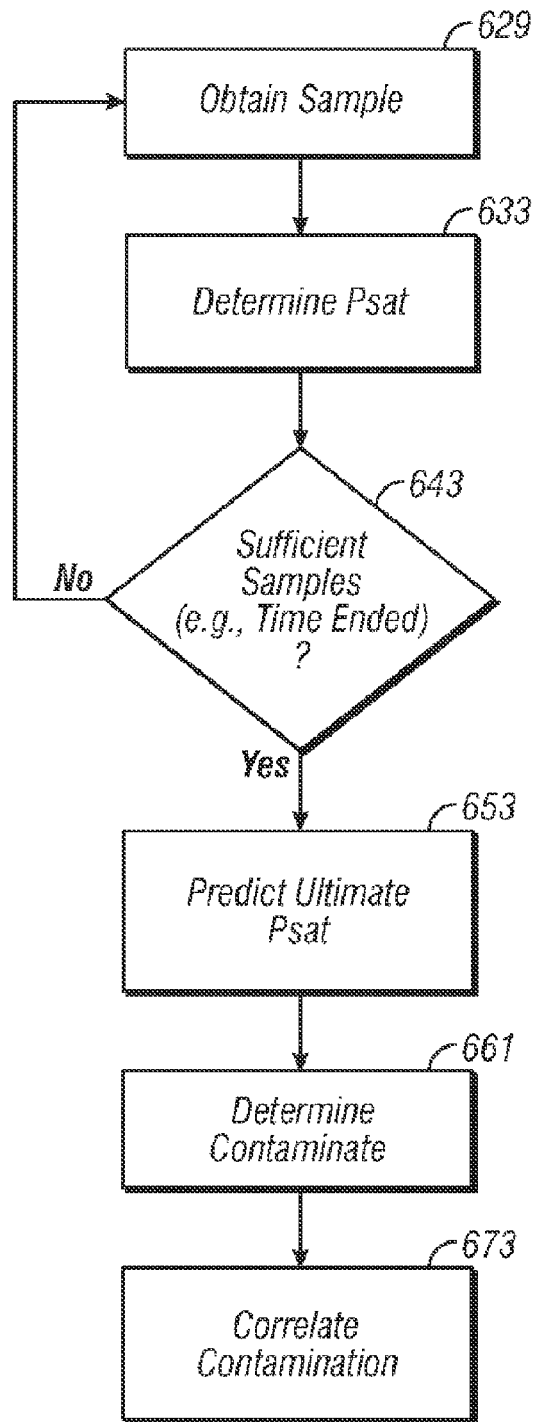 629
Obtain Sample
633
Determine Psat
643
Sufficient
Samples
(e.g., Time Ended)
?
No
Yes
653
Predict Ultimate
Psat
661
Determine
Contaminate
673
Correlate
Contamination